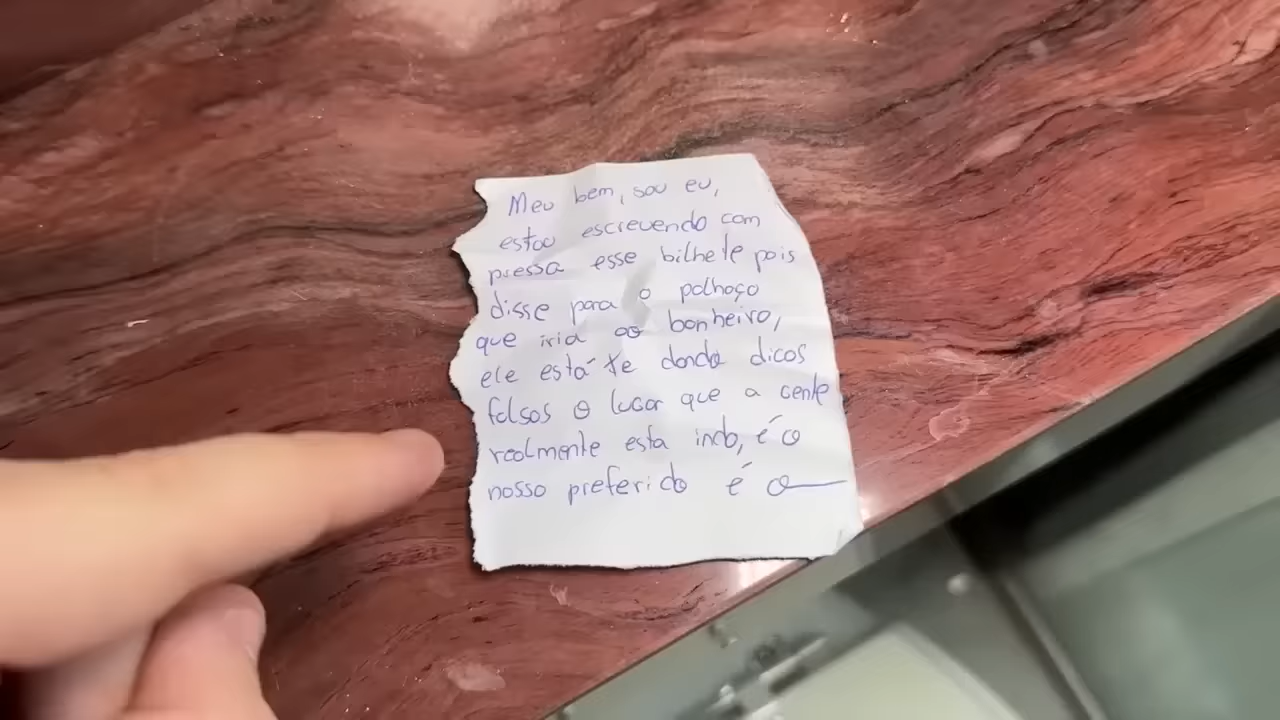 Meu bem, sou eu,
estou escrevendo com
pressa esse bilhete pois
disse para o palhaço
que iria ao banheiro,
ele está te dando dicas
falsas o lugar que a gente
realmente esta indo, é o
nosso preferido é o